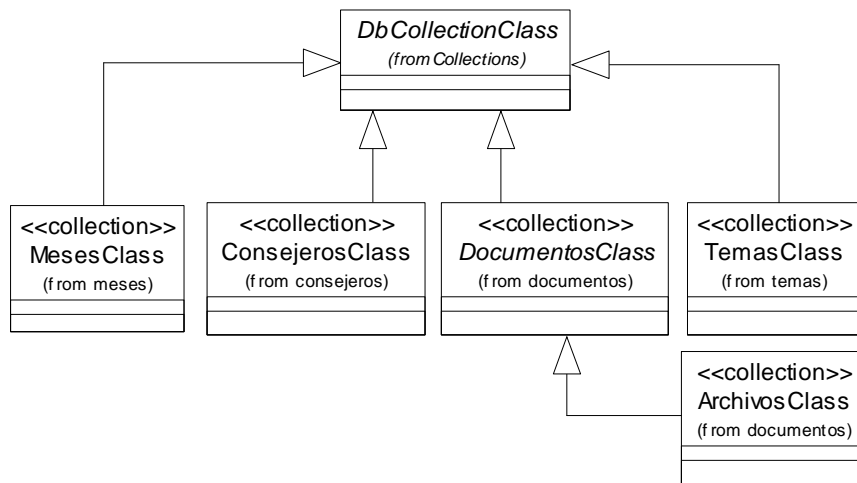 DbCollectionClass
(from Collections)
<<collection>>
MesesClass
(from meses)
<<collection>>
ConsejerosClass
(from consejeros)
<<collection>>
DocumentosClass
(from documentos)
<<collection>>
TemasClass
(from temas)
<<collection>>
ArchivosClass
(from documentos)